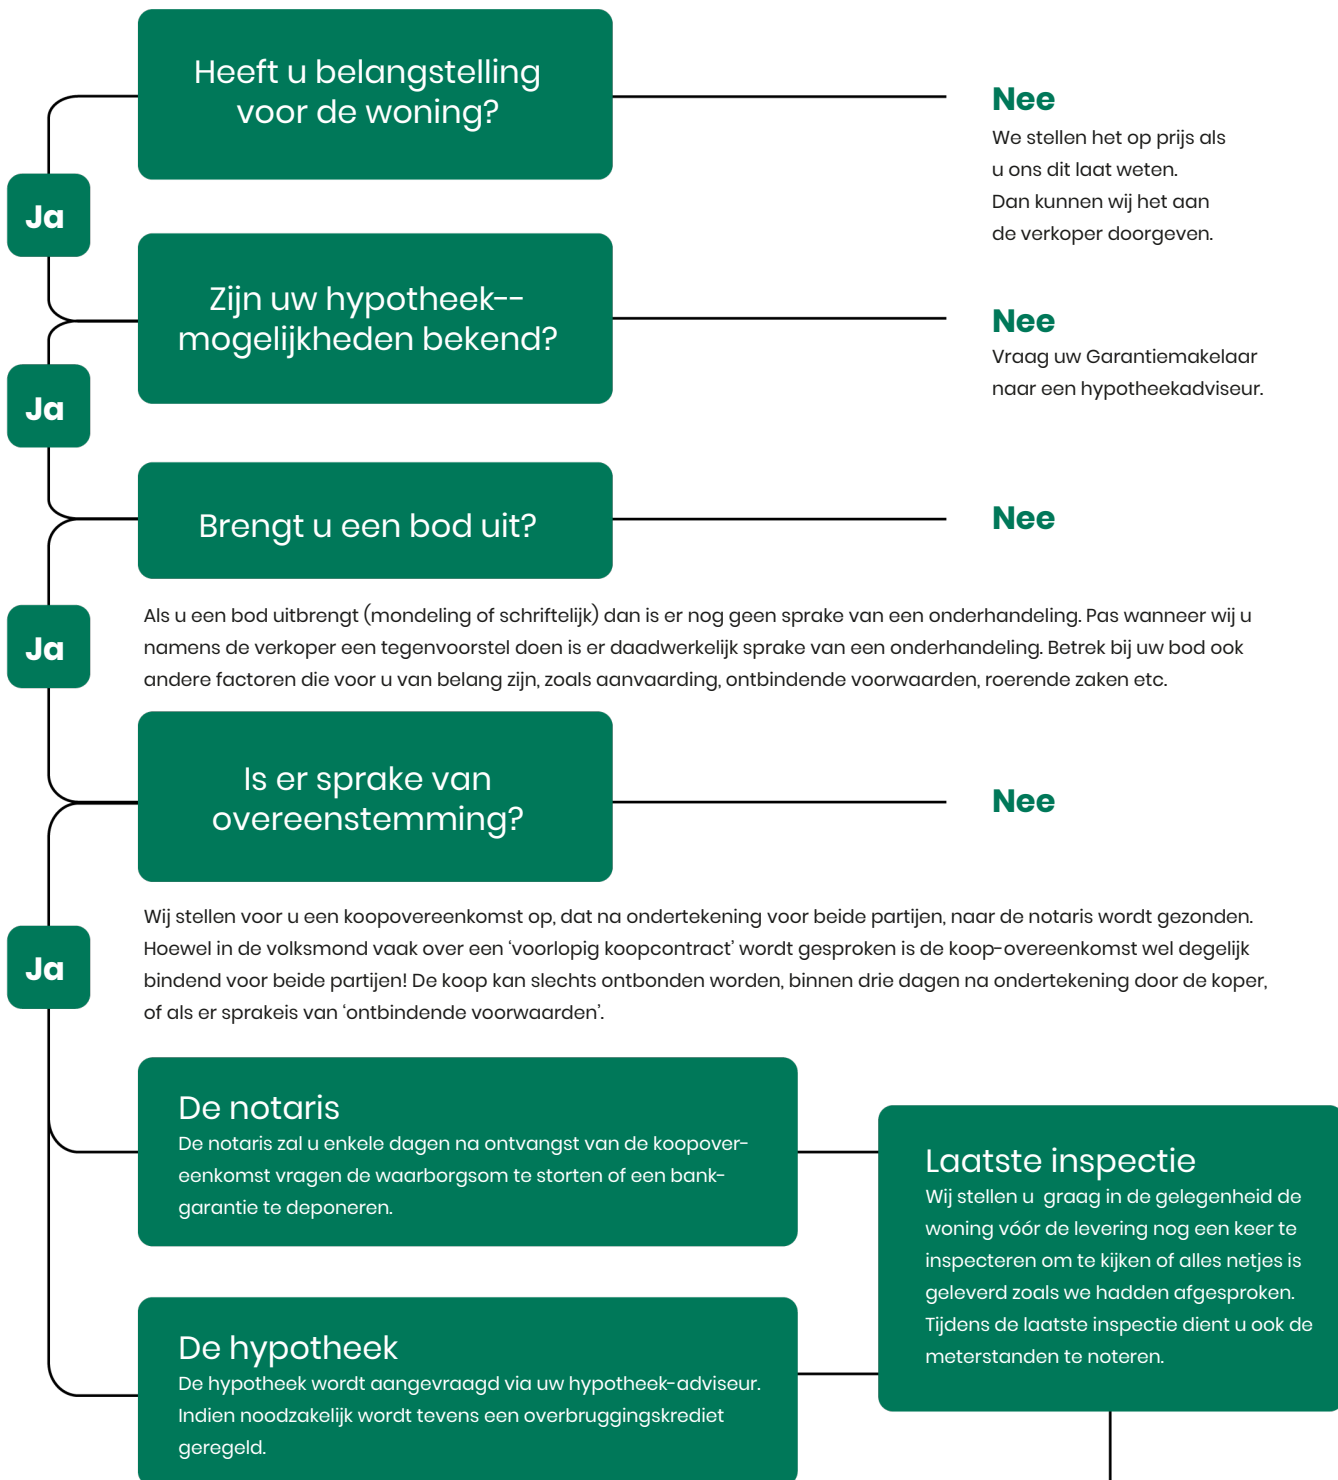 Heeft u belangstelling
voor de woning?
Nee
We stellen het op prijs als
u ons dit laat weten.
Dan kunnen wij het aan
de verkoper doorgeven.
Ja
Zijn uw hypotheek--
mogelijkheden bekend?
Nee
Vraag uw Garantiemakelaar
naar een hypotheekadviseur.
Ja
Brengt u een bod uit?
Nee
Ja
Als u een bod uitbrengt (mondeling of schriftelijk) dan is er nog geen sprake van een onderhandeling. Pas wanneer wij u
namens de verkoper een tegenvoorstel doen is er daadwerkelijk sprake van een onderhandeling. Betrek bij uw bod ook
andere factoren die voor u van belang zijn, zoals aanvaarding, ontbindende voorwaarden, roerende zaken etc.
Is er sprake van
overeenstemming?
Nee
Ja
Wij stellen voor u een koopovereenkomst op, dat na ondertekening voor beide partijen, naar de notaris wordt gezonden.
Hoewel in de volksmond vaak over een ‘voorlopig koopcontract’ wordt gesproken is de koop-overeenkomst wel degelijk
bindend voor beide partijen! De koop kan slechts ontbonden worden, binnen drie dagen na ondertekening door de koper,
of als er sprakeis van ‘ontbindende voorwaarden’.
De notaris
De notaris zal u enkele dagen na ontvangst van de koopover-
eenkomst vragen de waarborgsom te storten of een bank-
garantie te deponeren.
Laatste inspectie
Wij stellen u  graag in de gelegenheid de
woning vóór de levering nog een keer te
inspecteren om te kijken of alles netjes is
geleverd zoals we hadden afgesproken.
Tijdens de laatste inspectie dient u ook de
meterstanden te noteren.
De hypotheek
De hypotheek wordt aangevraagd via uw hypotheek-adviseur.
Indien noodzakelijk wordt tevens een overbruggingskrediet
geregeld.